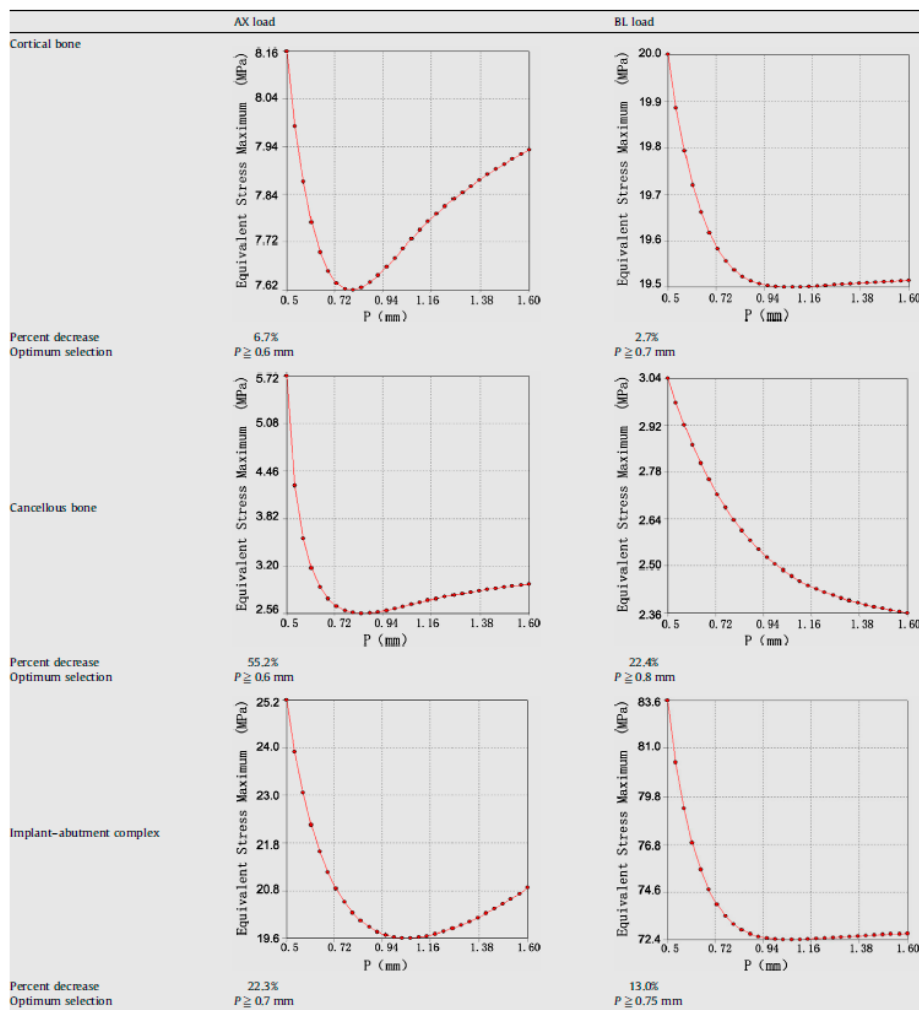 AX load BL load
Cortical bone
Equivalent Stress Maximum (MPa)
8.16
8.04
7.94
7.84
7.72
7.62
0.5 0.72 0.94 1.16 1.38 1.60
P (mm)
Equivalent Stress Maximum (MPa)
20.0
19.9
19.8
19.7
19.6
19.5
0.5 0.72 0.94 1.16 1.38 1.60
P (mm)
Percent decrease 6.7% 2.7%
Optimum selection P ≧ 0.6 mm P ≧ 0.7 mm
Cancellous bone
Equivalent Stress Maximum (MPa)
5.72
5.08
4.46
3.82
3.20
2.56
0.5 0.72 0.94 1.16 1.38 1.60
P (mm)
Equivalent Stress Maximum (MPa)
3.04
2.92
2.78
2.64
2.50
2.36
0.5 0.72 0.94 1.16 1.38 1.60
P (mm)
Percent decrease 55.2% 22.4%
Optimum selection P ≧ 0.6 mm P ≧ 0.8 mm
Implant–abutment complex
Equivalent Stress Maximum (MPa)
25.2
24.0
23.0
21.8
20.8
19.6
0.5 0.72 0.94 1.16 1.48 1.60
P (mm)
Equivalent Stress Maximum (MPa)
83.6
81.0
79.8
76.8
74.6
72.4
0.5 0.72 0.94 1.16 1.38 1.60
P (mm)
Percent decrease 22.3% 13.0%
Optimum selection P ≧ 0.7 mm P ≧ 0.75 mm